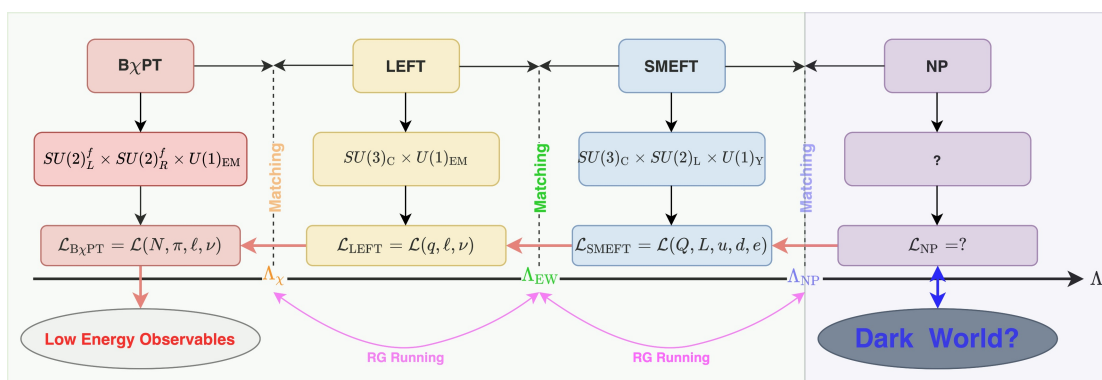 BχPT
LEFT
SMEFT
NP
SU(2)_L^f × SU(2)_R^f × U(1)_EM
SU(3)_C × U(1)_EM
SU(3)_C × SU(2)_L × U(1)_Y
?
Matching
Matching
Matching
ℒ_BχPT = ℒ(N, π, ℓ, ν)
ℒ_LEFT = ℒ(q, ℓ, ν)
ℒ_SMEFT = ℒ(Q, L, u, d, e)
ℒ_NP =?
Λ_χ
Λ_EW
Λ_NP
Λ
Low Energy Observables
RG Running
RG Running
Dark World?